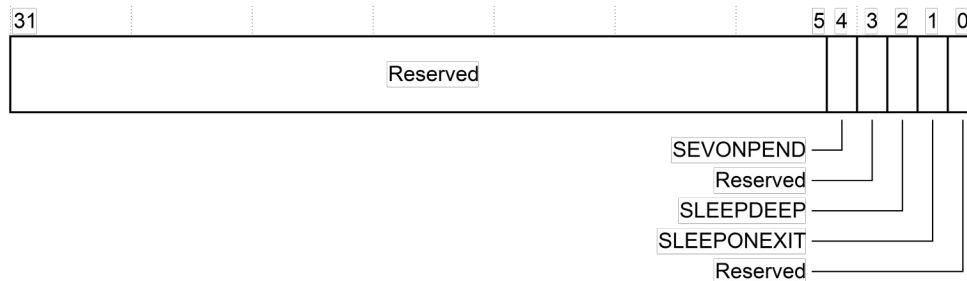 31 5 4 3 2 1 0
Reserved
SEVONPEND
Reserved
SLEEPDEEP
SLEEPONEXIT
Reserved